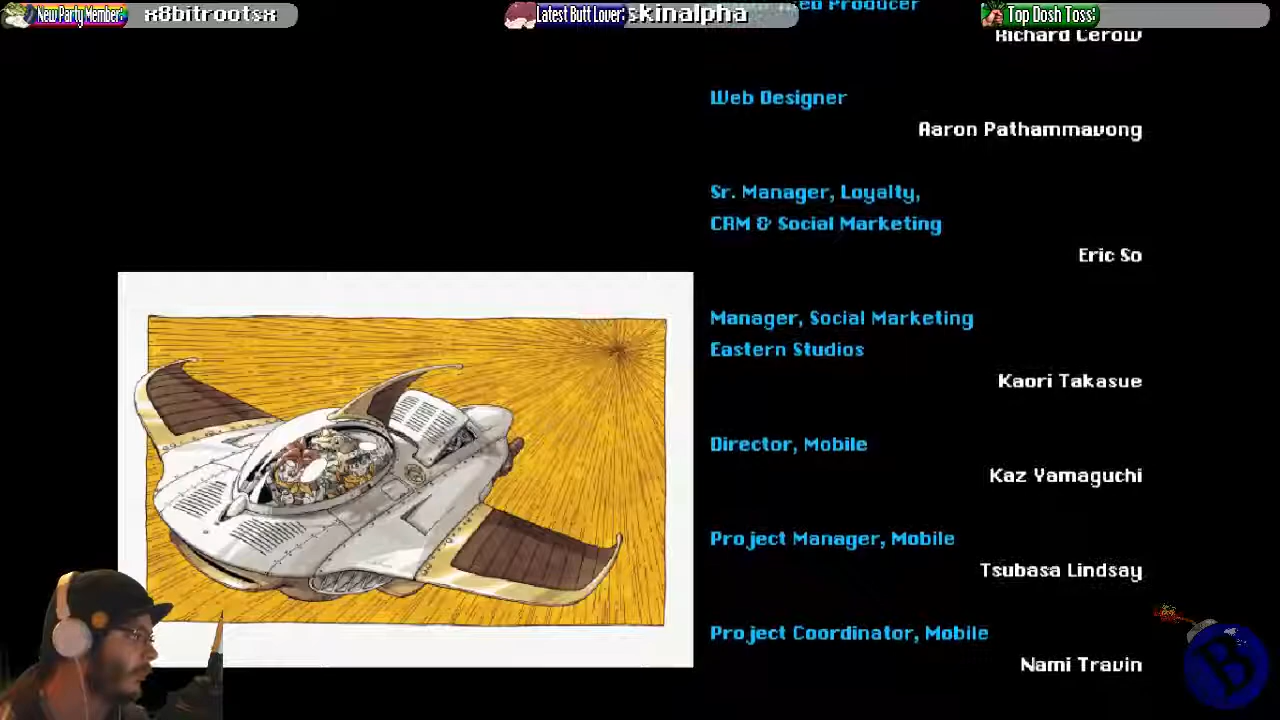 New Party Member:
x8bitrootsx
Latest Butt Lover:
skinalpha
Top Dosh Toss:
Producer
Richard Cerow
Web Designer
Aaron Pathammavong
Sr. Manager, Loyalty,
CRM & Social Marketing
Eric So
Manager, Social Marketing
Eastern Studios
Kaori Takasue
Director, Mobile
Kaz Yamaguchi
Project Manager, Mobile
Tsubasa Lindsay
Project Coordinator, Mobile
Nami Travin
B